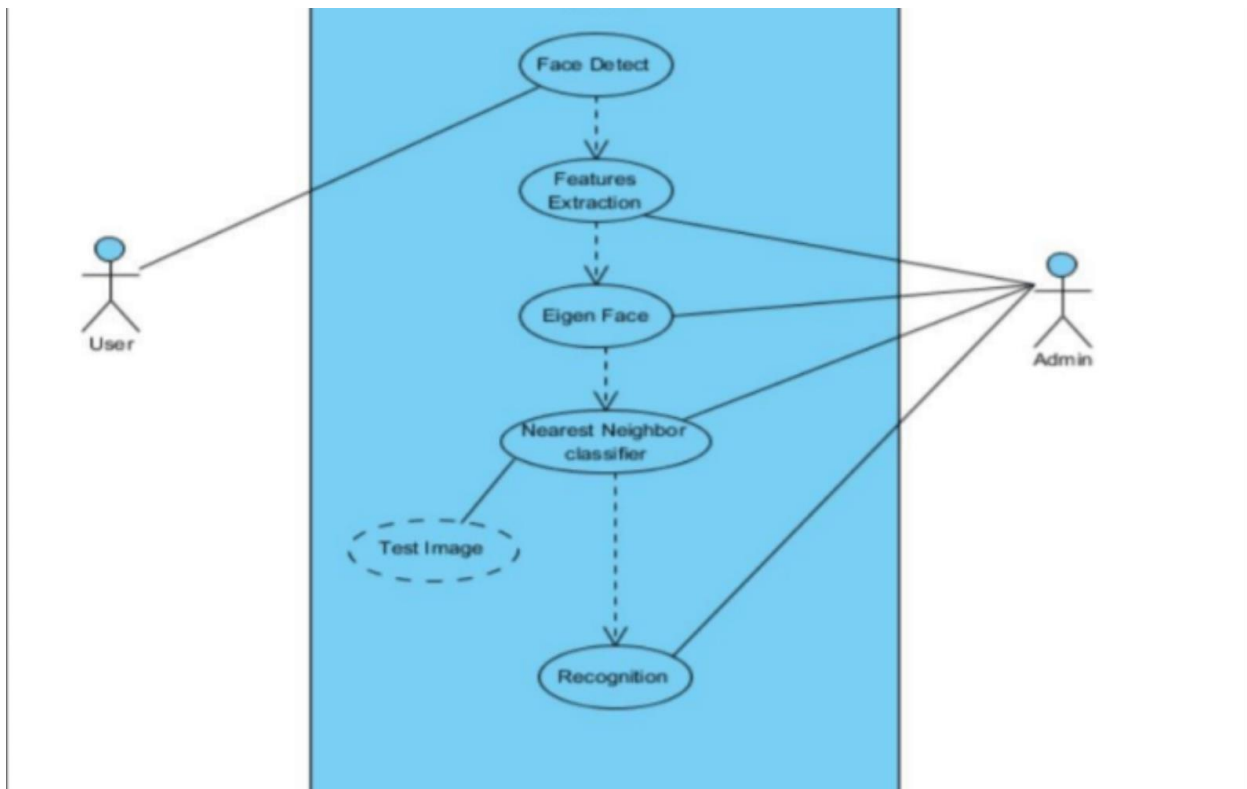 Face Detect
Features
Extraction
Eigen Face
User
Admin
Nearest Neighbor
classifier
Test Image
Recognition